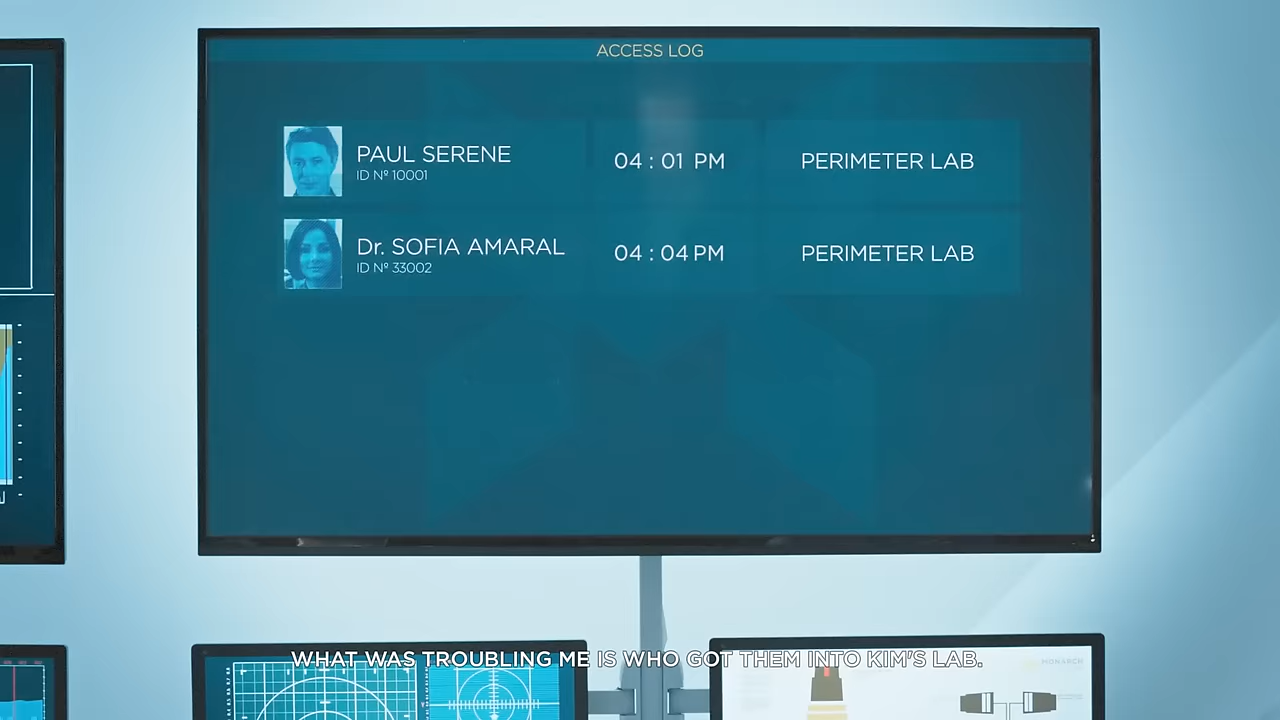 ACCESS LOG
PAUL SERENE
ID Nº 10001
04 : 01 PM
PERIMETER LAB
Dr. SOFIA AMARAL
ID Nº 33002
04 : 04 PM
PERIMETER LAB
WHAT WAS TROUBLING ME IS WHO GOT THEM INTO KIM'S LAB.
MONARCH